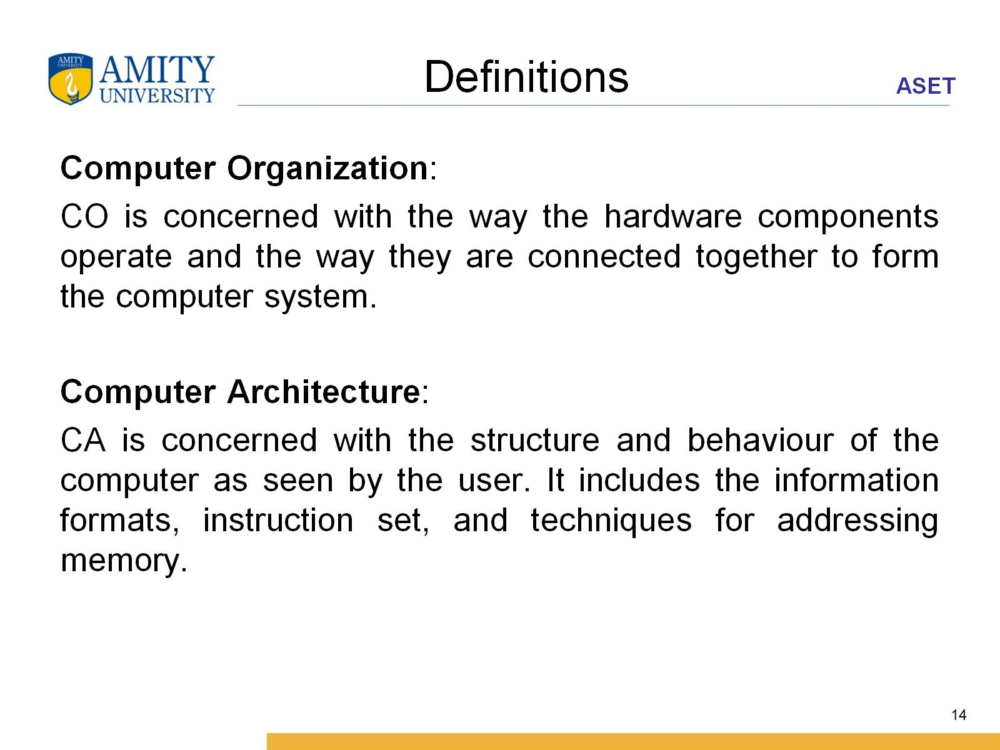 AMITY
UNIVERSITY
AMITY
UNIVERSITY
Definitions
ASET
Computer Organization:
CO is concerned with the way the hardware components
operate and the way they are connected together to form
the computer system.
Computer Architecture:
CA is concerned with the structure and behaviour of the
computer as seen by the user. It includes the information
formats, instruction set, and techniques for addressing
memory.
14